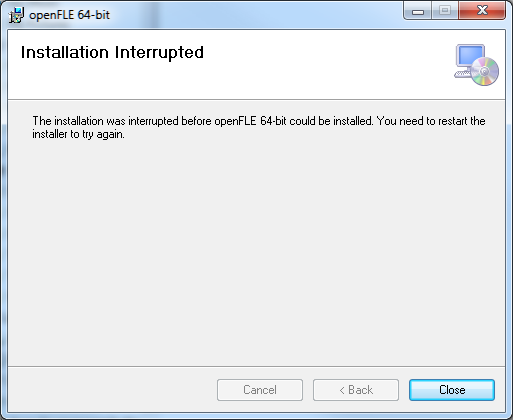 openFLE 64-bit
Installation Interrupted
The installation was interrupted before openFLE 64-bit could be installed. You need to restart the
installer to try again.
Cancel
< Back
Close